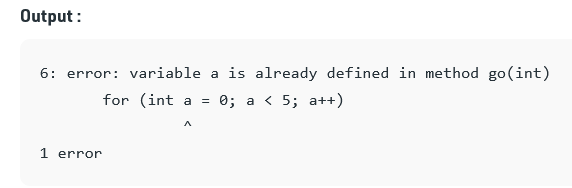 Output :
6: error: variable a is already defined in method go(int)
for (int a = 0; a < 5; a++)
^
1 error